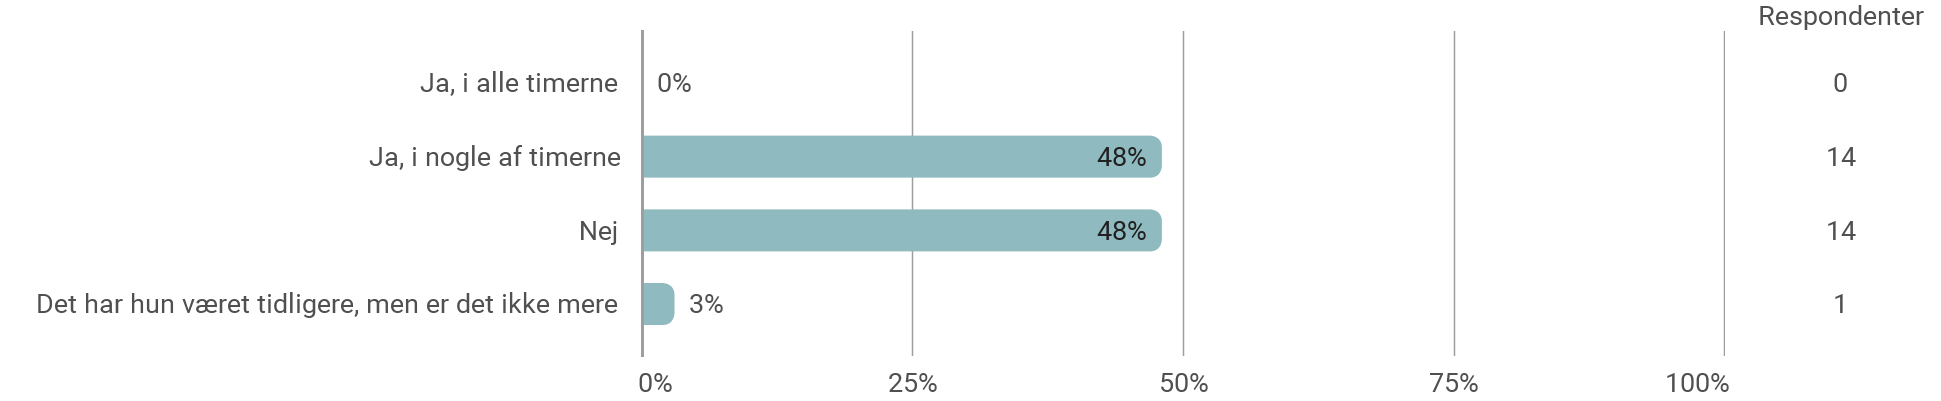 Respondenter
Ja, i alle timerne 0% 0
Ja, i nogle af timerne 48% 14
Nej 48% 14
Det har hun været tidligere, men er det ikke mere 3% 1
0% 25% 50% 75% 100%